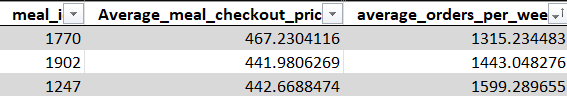 meal_i Average_meal_checkout_pric average_orders_per_wee
1770 467.2304116 1315.234483
1902 441.9806269 1443.048276
1247 442.6688474 1599.289655